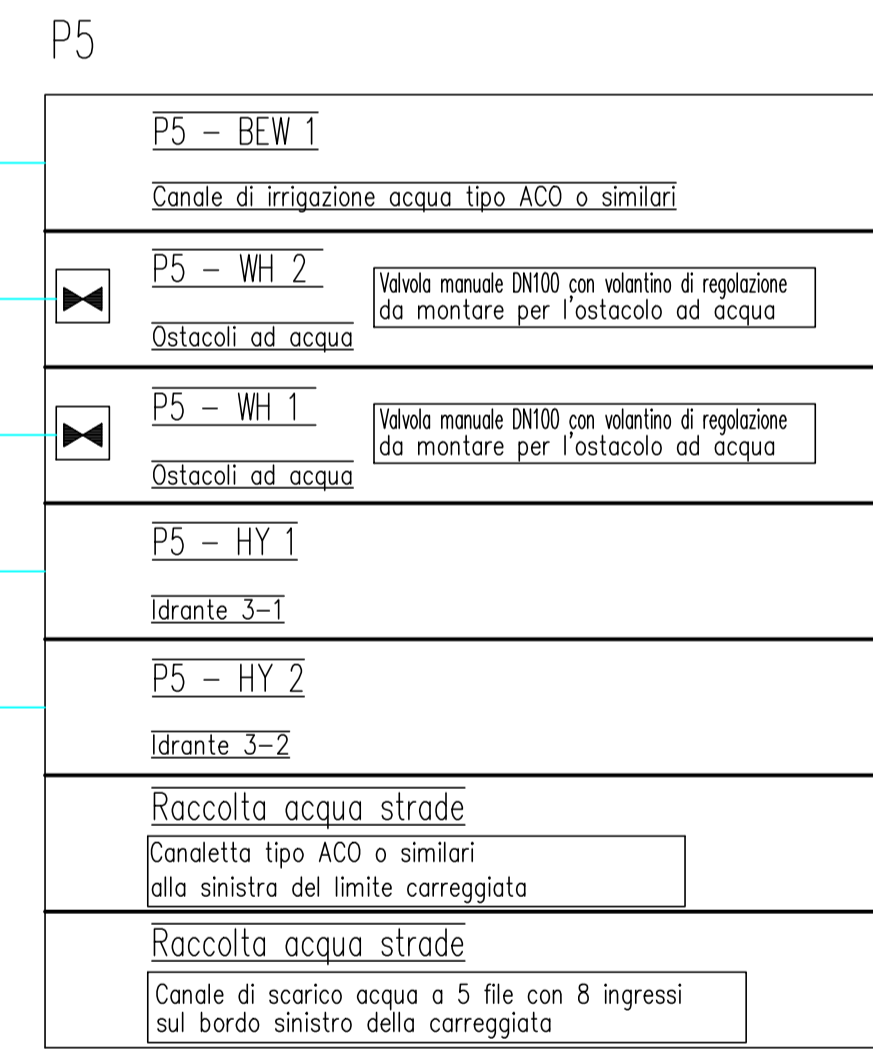 P5
P5 – BEW 1
Canale di irrigazione acqua tipo ACO o similari
P5 – WH 2
Valvola manuale DN100 con volantino di regolazione
da montare per l'ostacolo ad acqua
Ostacoli ad acqua
P5 – WH 1
Valvola manuale DN100 con volantino di regolazione
da montare per l'ostacolo ad acqua
Ostacoli ad acqua
P5 – HY 1
Idrante 3–1
P5 – HY 2
Idrante 3–2
Raccolta acqua strade
Canaletta tipo ACO o similari
alla sinistra del limite carreggiata
Raccolta acqua strade
Canale di scarico acqua a 5 file con 8 ingressi
sul bordo sinistro della carreggiata